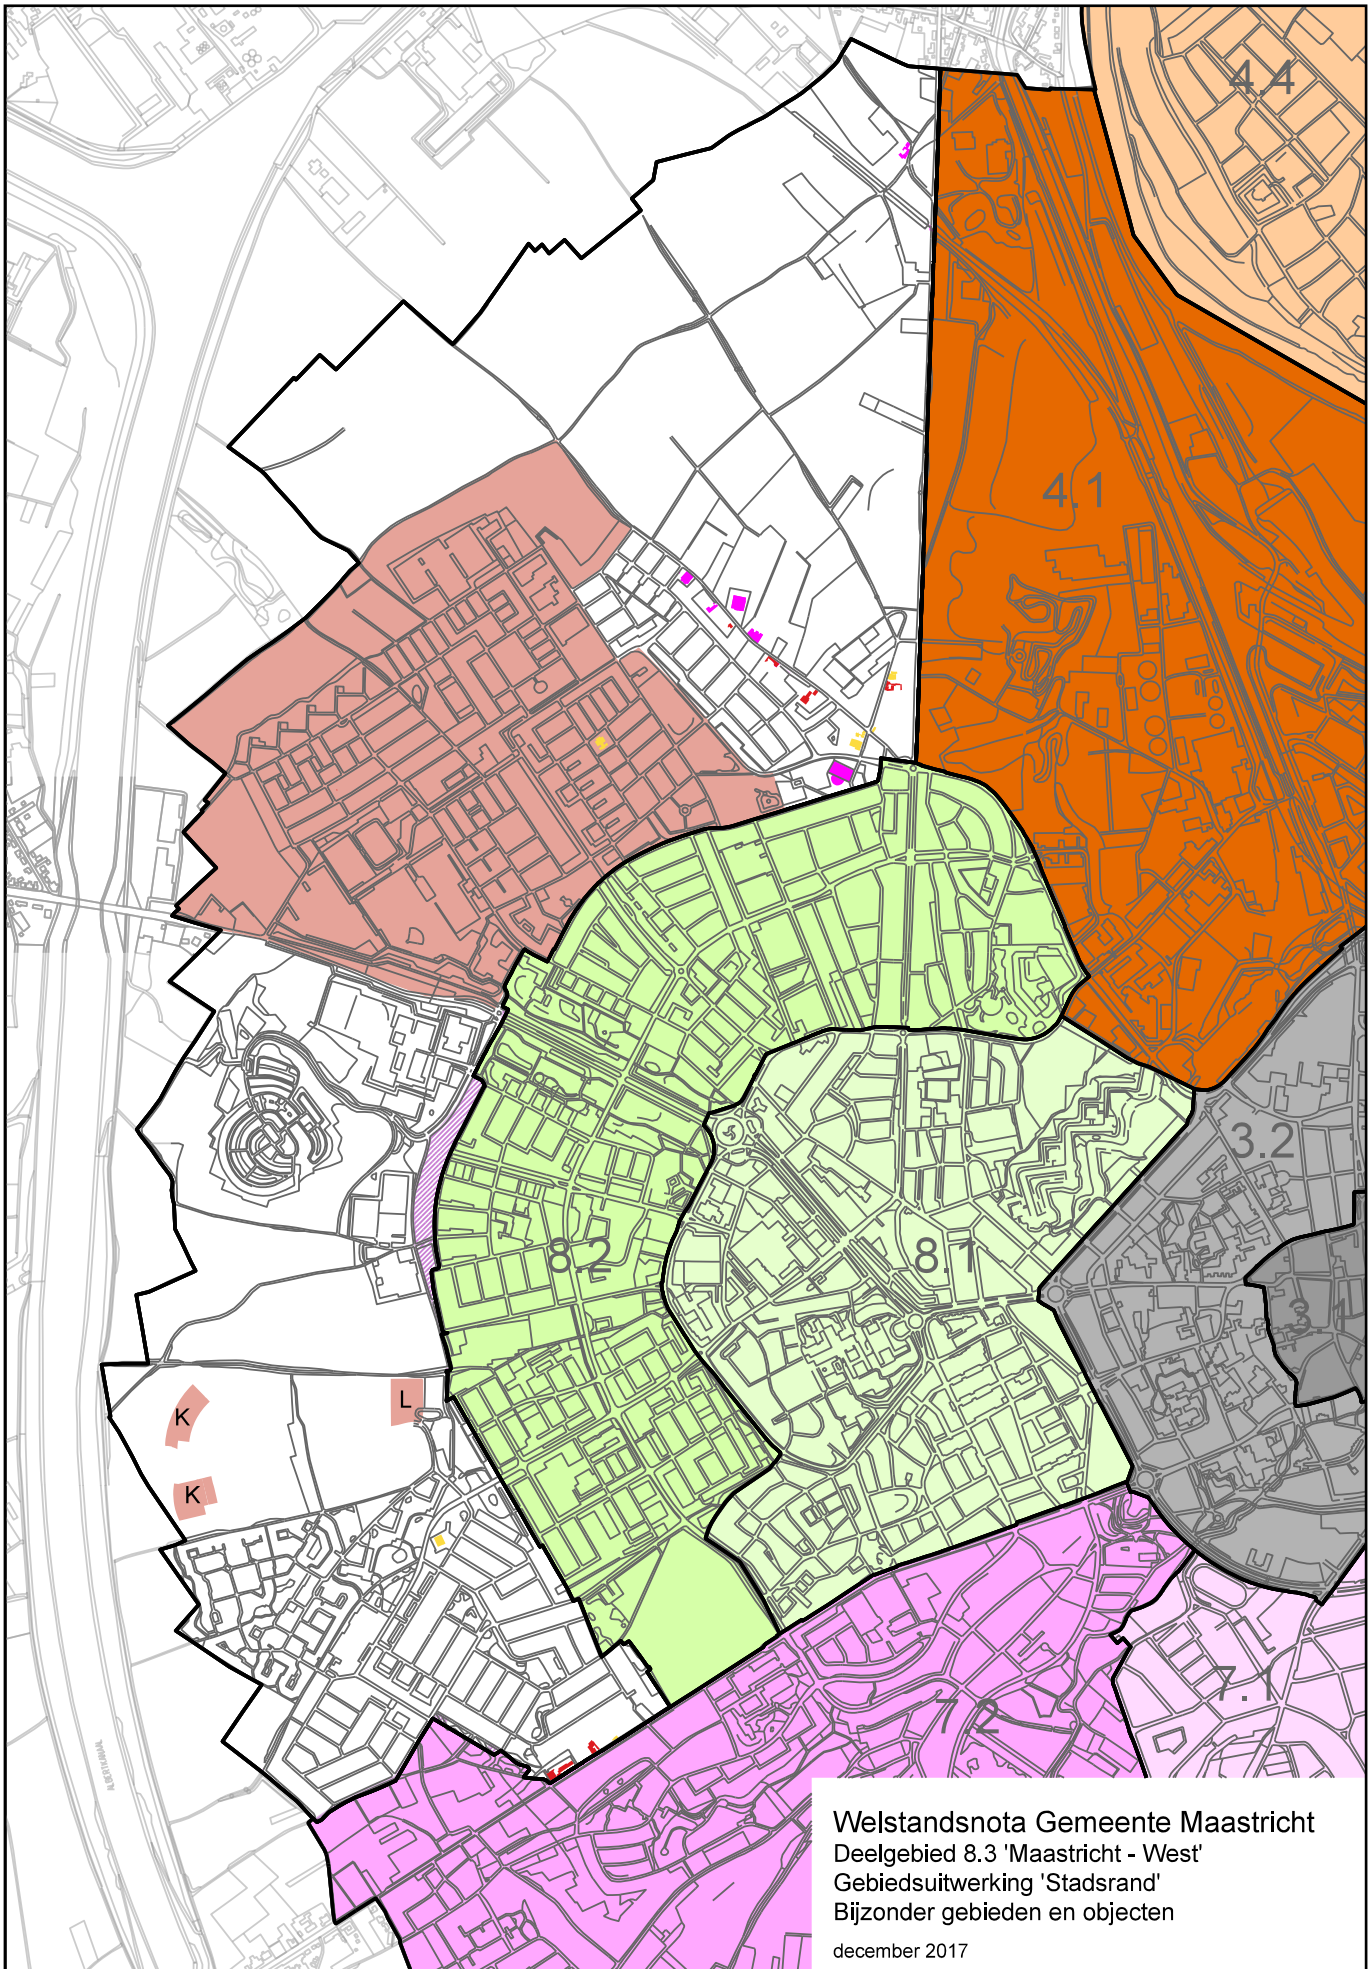 4.4
4.1
3.2
8.2
8.1
3.1
K
L
K
7.1
7.2
ALBERTKANAAL
Welstandsnota Gemeente Maastricht
Deelgebied 8.3 'Maastricht - West'
Gebiedsuitwerking 'Stadsrand'
Bijzonder gebieden en objecten
december 2017